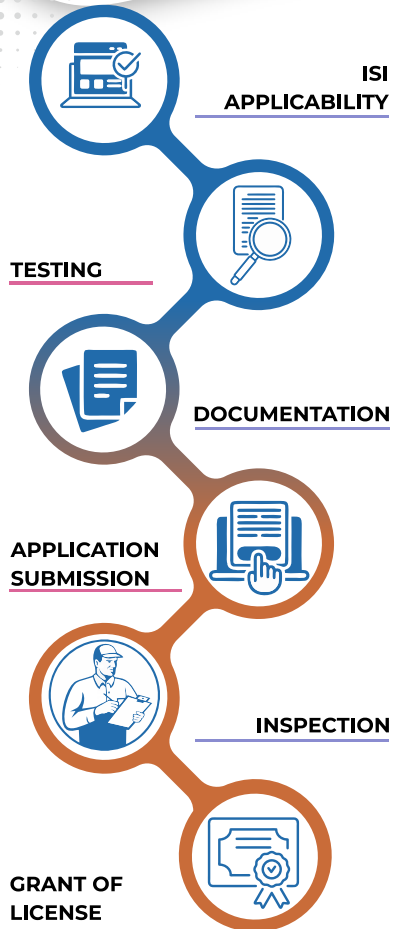 ISI
APPLICABILITY
TESTING
DOCUMENTATION
APPLICATION
SUBMISSION
INSPECTION
GRANT OF
LICENSE